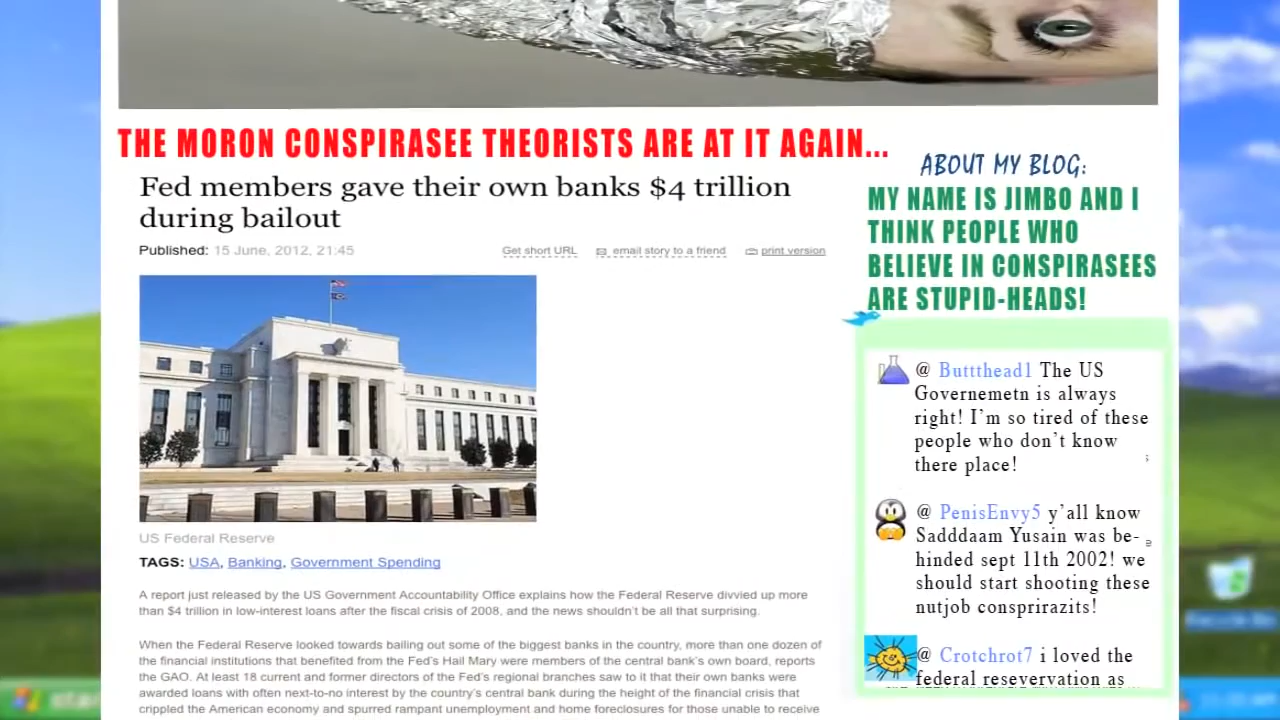 THE MORON CONSPIRASEE THEORISTS ARE AT IT AGAIN...
Fed members gave their own banks $4 trillion
during bailout
Published: 15 June, 2012, 21:45
Get short URL
email story to a friend
print version
US Federal Reserve
TAGS: USA, Banking, Government Spending
A report just released by the US Government Accountability Office explains how the Federal Reserve divvied up more
than $4 trillion in low-interest loans after the fiscal crisis of 2008, and the news shouldn't be all that surprising.
When the Federal Reserve looked towards bailing out some of the biggest banks in the country, more than one dozen of
the financial institutions that benefited from the Fed's Hail Mary were members of the central bank's own board, reports
the GAO. At least 18 current and former directors of the Fed's regional branches saw to it that their own banks were
awarded loans with often next-to-no interest by the country's central bank during the height of the financial crisis that
crippled the American economy and spurred rampant unemployment and home foreclosures for those unable to receive
ABOUT MY BLOG:
MY NAME IS JIMBO AND I
THINK PEOPLE WHO
BELIEVE IN CONSPIRASEES
ARE STUPID-HEADS!
@ Buttthead1 The US
Governemetn is always
right! I'm so tired of these
people who don't know
there place!
@ PenisEnvy5 y'all know
Sadddaam Yusain was be-
hinded sept 11th 2002! we
should start shooting these
nutjob consprirazits!
@ Crotchrot7 i loved the
federal resevervation as